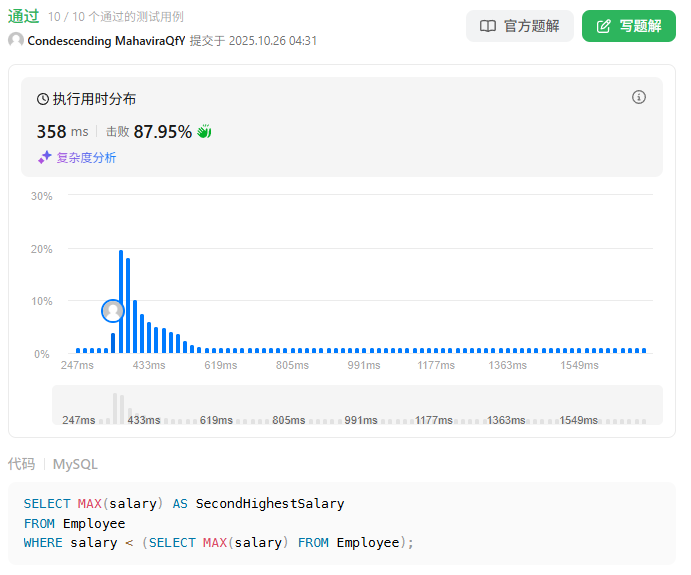 通过 10 / 10 个通过的测试用例
官方题解
写题解
Condescending MahaviraQfY 提交于 2025.10.26 04:31
执行用时分布
358 ms 击败 87.95%
复杂度分析
30%
20%
10%
0%
247ms 433ms 619ms 805ms 991ms 1177ms 1363ms 1549ms
247ms 433ms 619ms 805ms 991ms 1177ms 1363ms 1549ms
代码 MySQL
SELECT MAX(salary) AS SecondHighestSalary
FROM Employee
WHERE salary < (SELECT MAX(salary) FROM Employee);